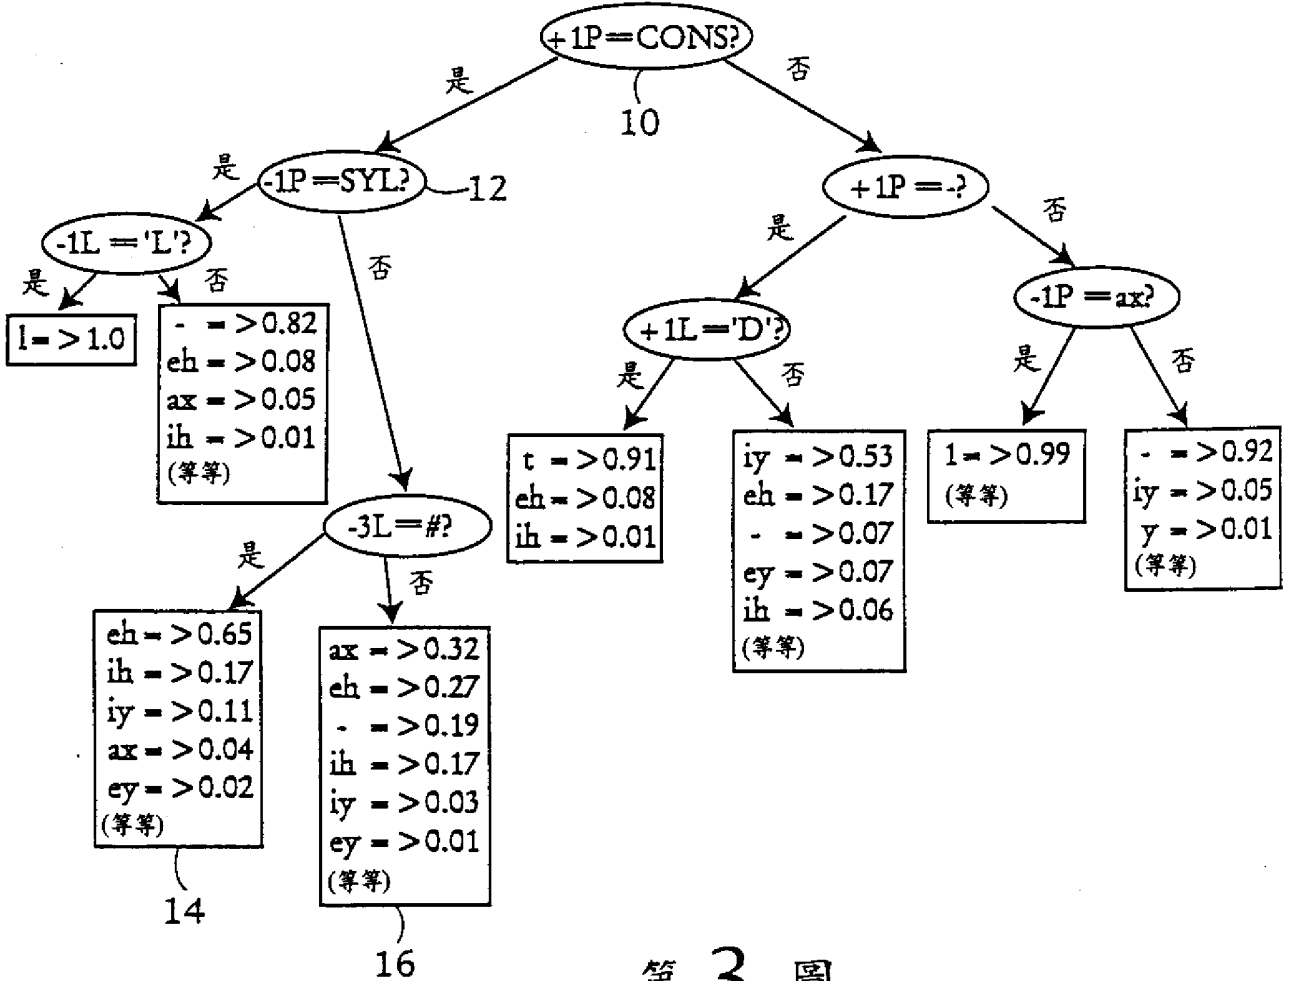 +1P==CONS?
是
否
10
-1P==SYL?
12
+1P==-?
是
否
是
否
-1L=='L'?
+1L=='D'?
-1P==ax?
是
否
是
否
是
否
l=>1.0
- =>0.82
eh=>0.08
ax=>0.05
ih=>0.01
(等等)
t =>0.91
eh=>0.08
ih=>0.01
iy =>0.53
eh=>0.17
- =>0.07
ey=>0.07
ih =>0.06
(等等)
l=>0.99
(等等)
- =>0.92
iy=>0.05
y=>0.01
(等等)
-3L==#?
是
否
eh=>0.65
ih=>0.17
iy=>0.11
ax=>0.04
ey=>0.02
(等等)
14
ax=>0.32
eh=>0.27
- =>0.19
ih=>0.17
iy=>0.03
ey=>0.01
(等等)
16
第 3 圖